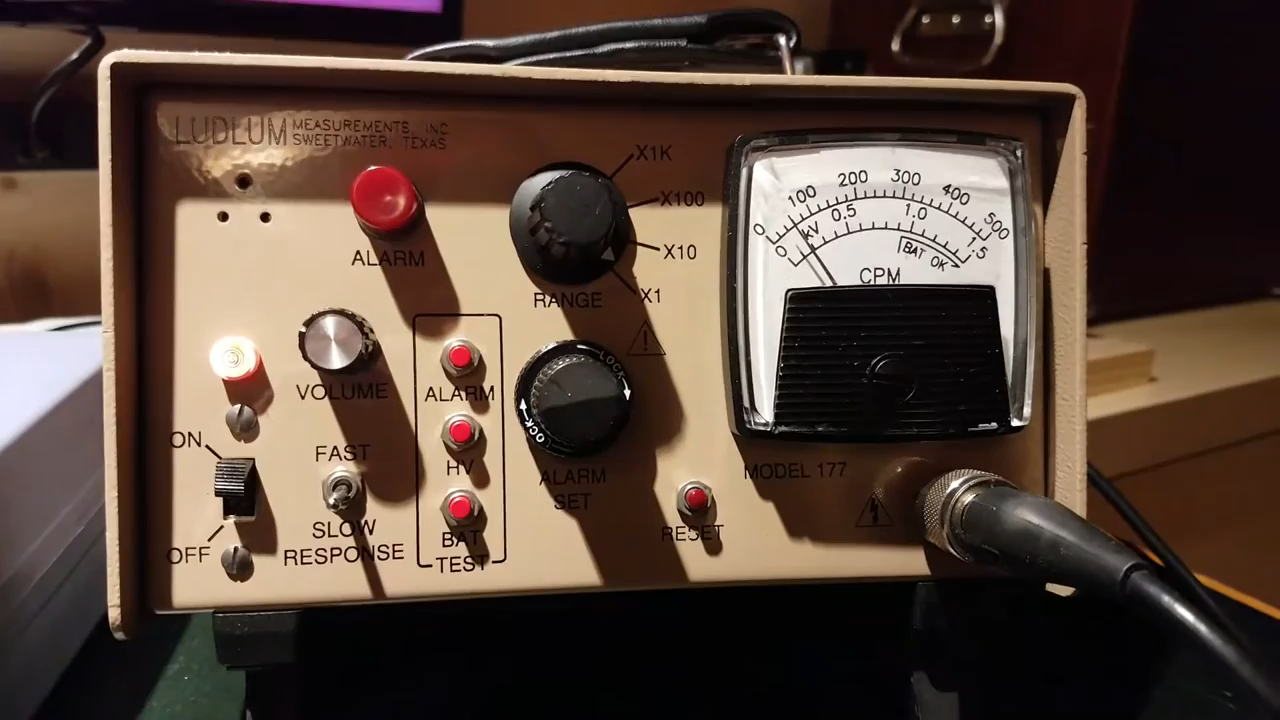 LUDLUM MEASUREMENTS, INC.
SWEETWATER, TEXAS
ALARM
X1K
X100
X10
X1
RANGE
0 100 200 300 400 500
0 0.5 1.0 1.5
kV
BAT OK
CPM
VOLUME
ALARM
HV
BAT
TEST
LOCK
LOCK
ALARM
SET
ON
OFF
FAST
SLOW
RESPONSE
RESET
MODEL 177